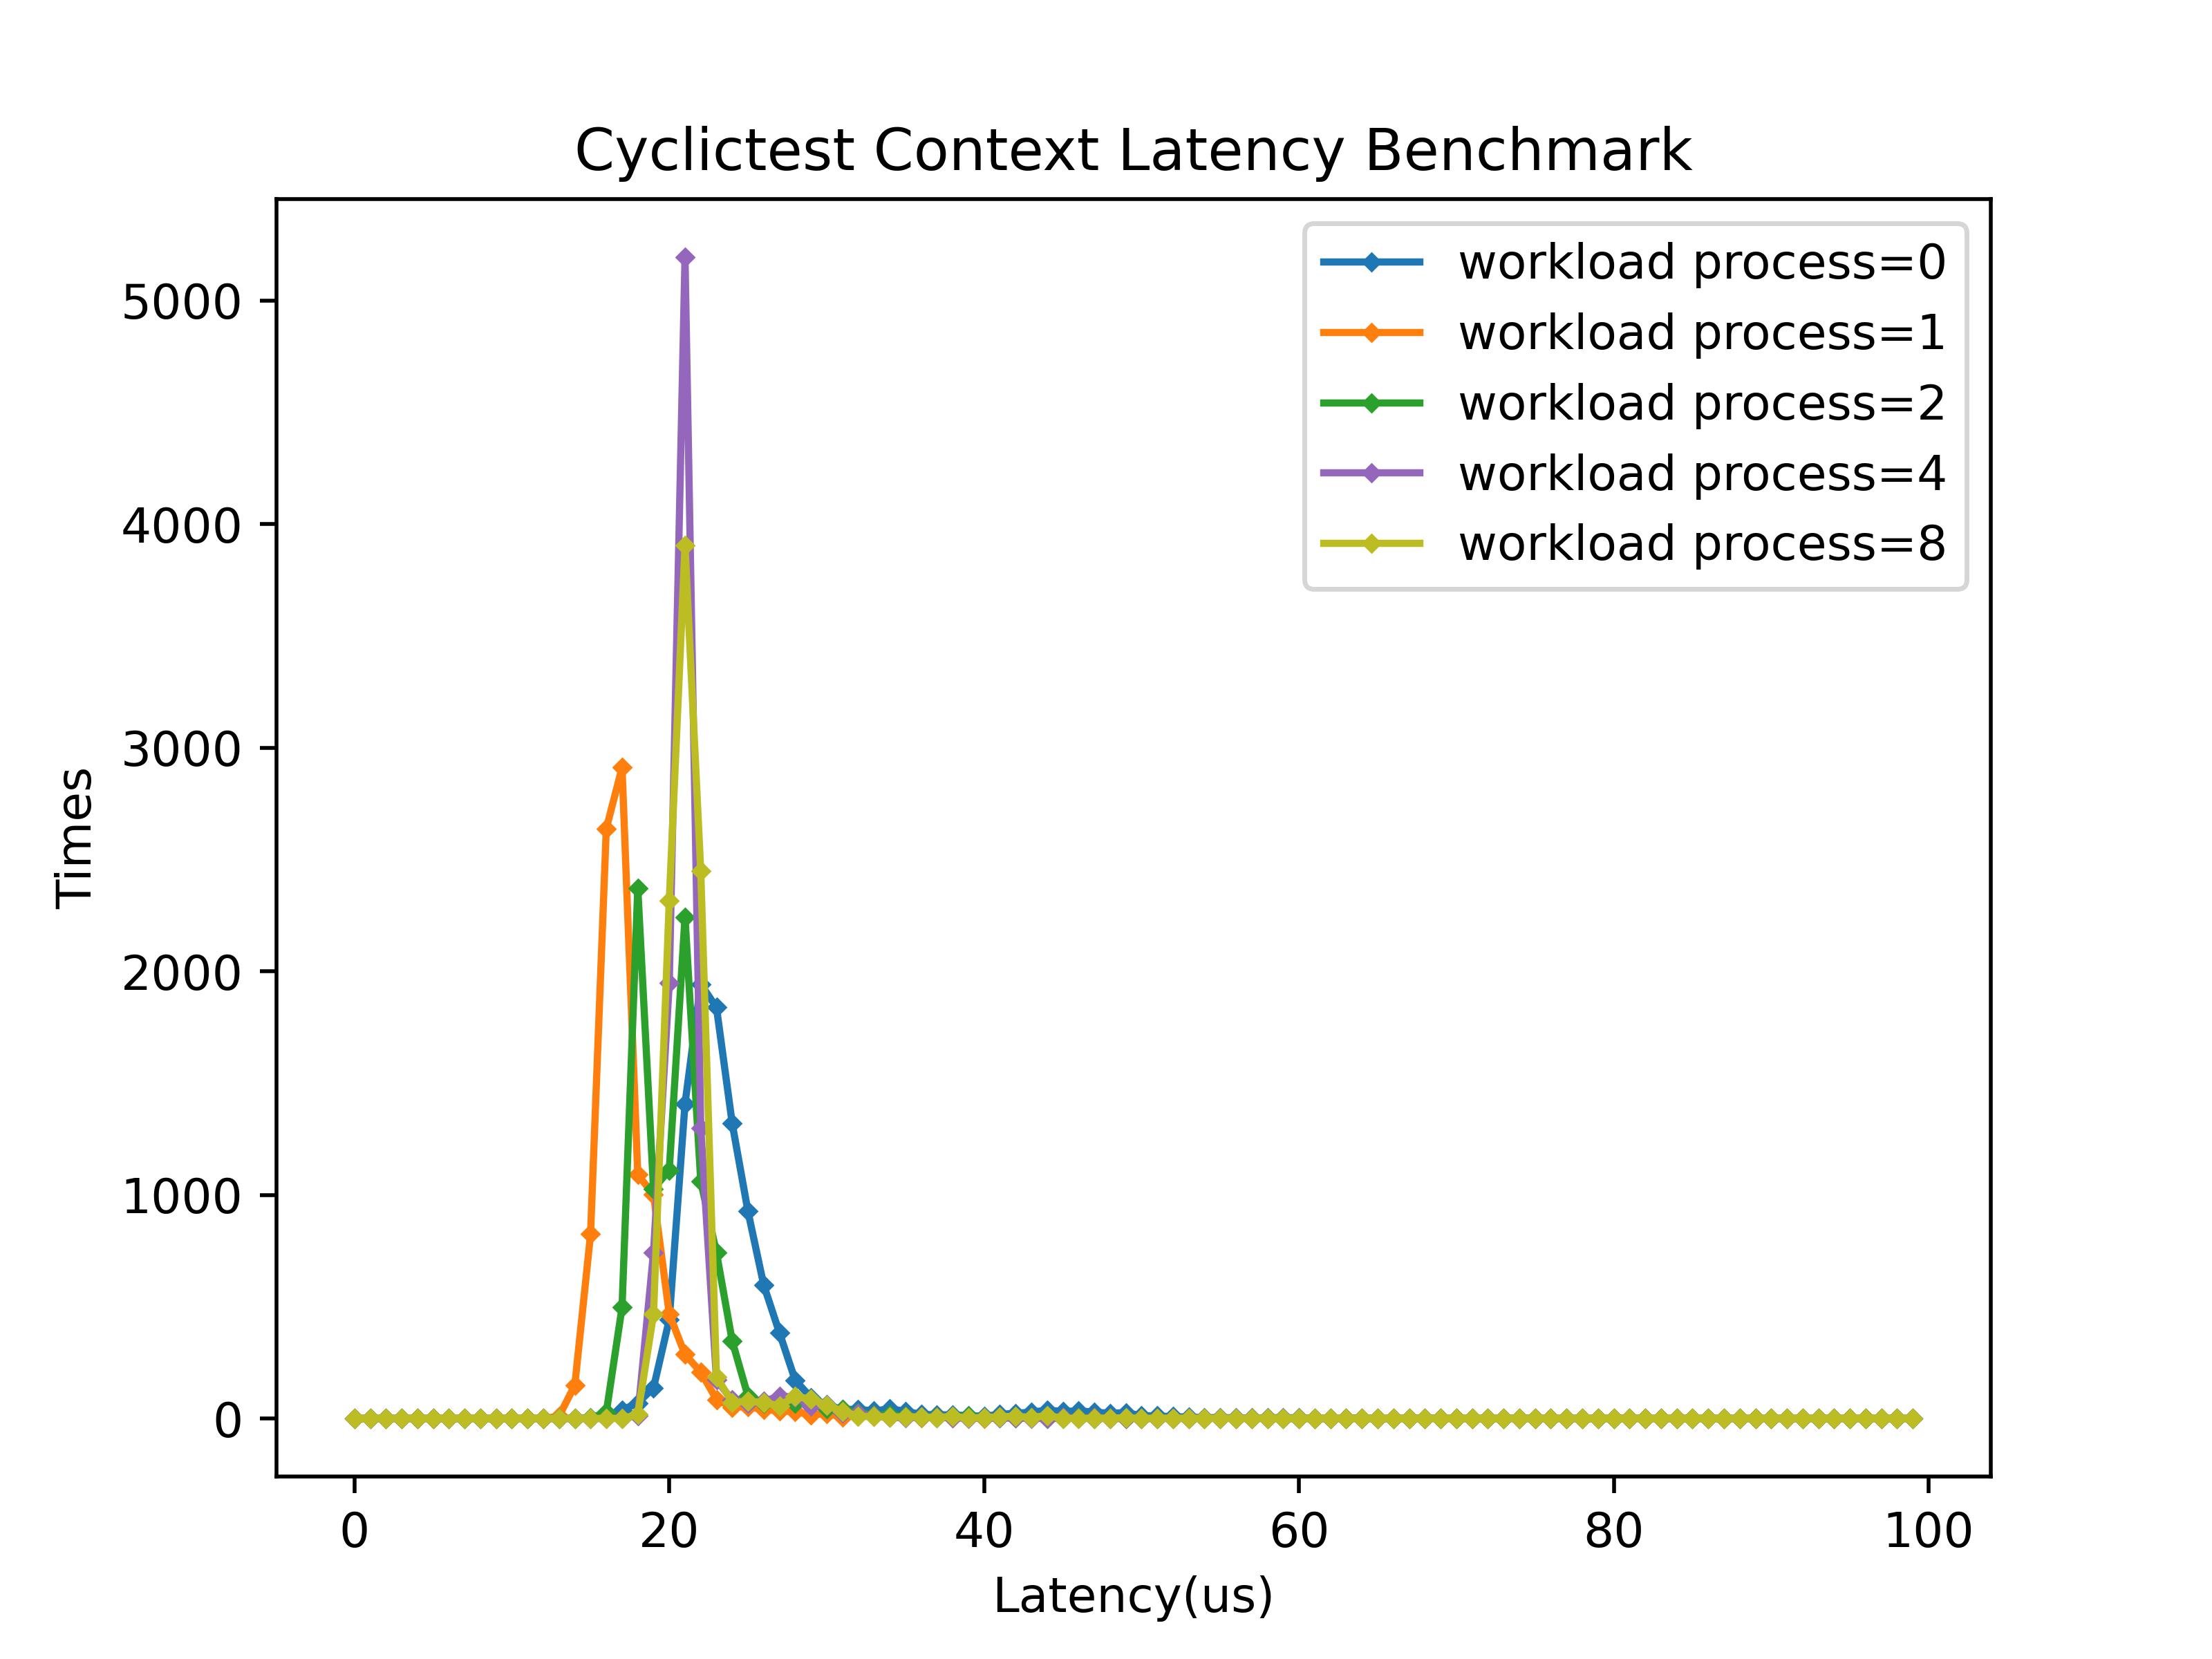 Cyclictest Context Latency Benchmark
workload process=0
workload process=1
workload process=2
workload process=4
workload process=8
5000
4000
3000
2000
1000
0
Times
0 20 40 60 80 100
Latency(us)